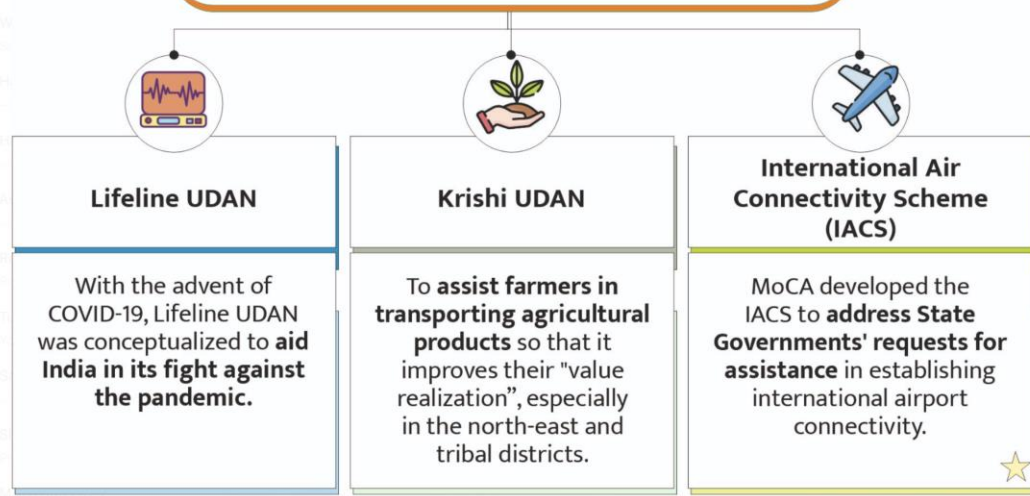 Lifeline UDAN
With the advent of
COVID-19, Lifeline UDAN
was conceptualized to aid
India in its fight against
the pandemic.
Krishi UDAN
To assist farmers in
transporting agricultural
products so that it
improves their "value
realization”, especially
in the north-east and
tribal districts.
International Air
Connectivity Scheme
(IACS)
MoCA developed the
IACS to address State
Governments' requests for
assistance in establishing
international airport
connectivity.